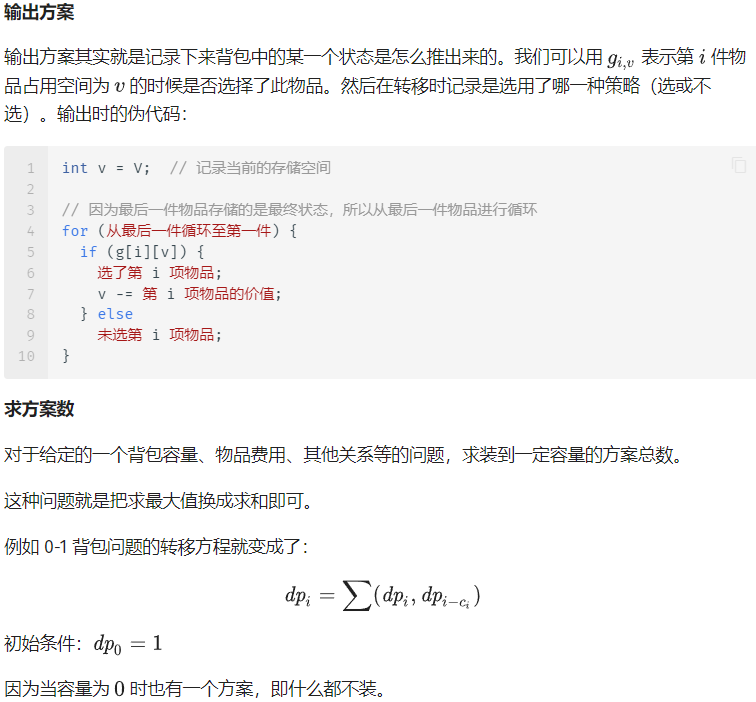 输出方案
输出方案其实就是记录下来背包中的某一个状态是怎么推出来的。我们可以用 g_{i,v} 表示第 i 件物
品占用空间为 v 的时候是否选择了此物品。然后在转移时记录是选用了哪一种策略（选或不
选）。输出时的伪代码：
1 int v = V;  // 记录当前的存储空间
2
3 // 因为最后一件物品存储的是最终状态，所以从最后一件物品进行循环
4 for (从最后一件循环至第一件) {
5   if (g[i][v]) {
6     选了第 i 项物品;
7     v -= 第 i 项物品的价值;
8   } else
9     未选第 i 项物品;
10 }
求方案数
对于给定的一个背包容量、物品费用、其他关系等的问题，求装到一定容量的方案总数。
这种问题就是把求最大值换成求和即可。
例如 0-1 背包问题的转移方程就变成了：
dp_i = ∑(dp_i, dp_{i-c_i})
初始条件：dp_0 = 1
因为当容量为 0 时也有一个方案，即什么都不装。